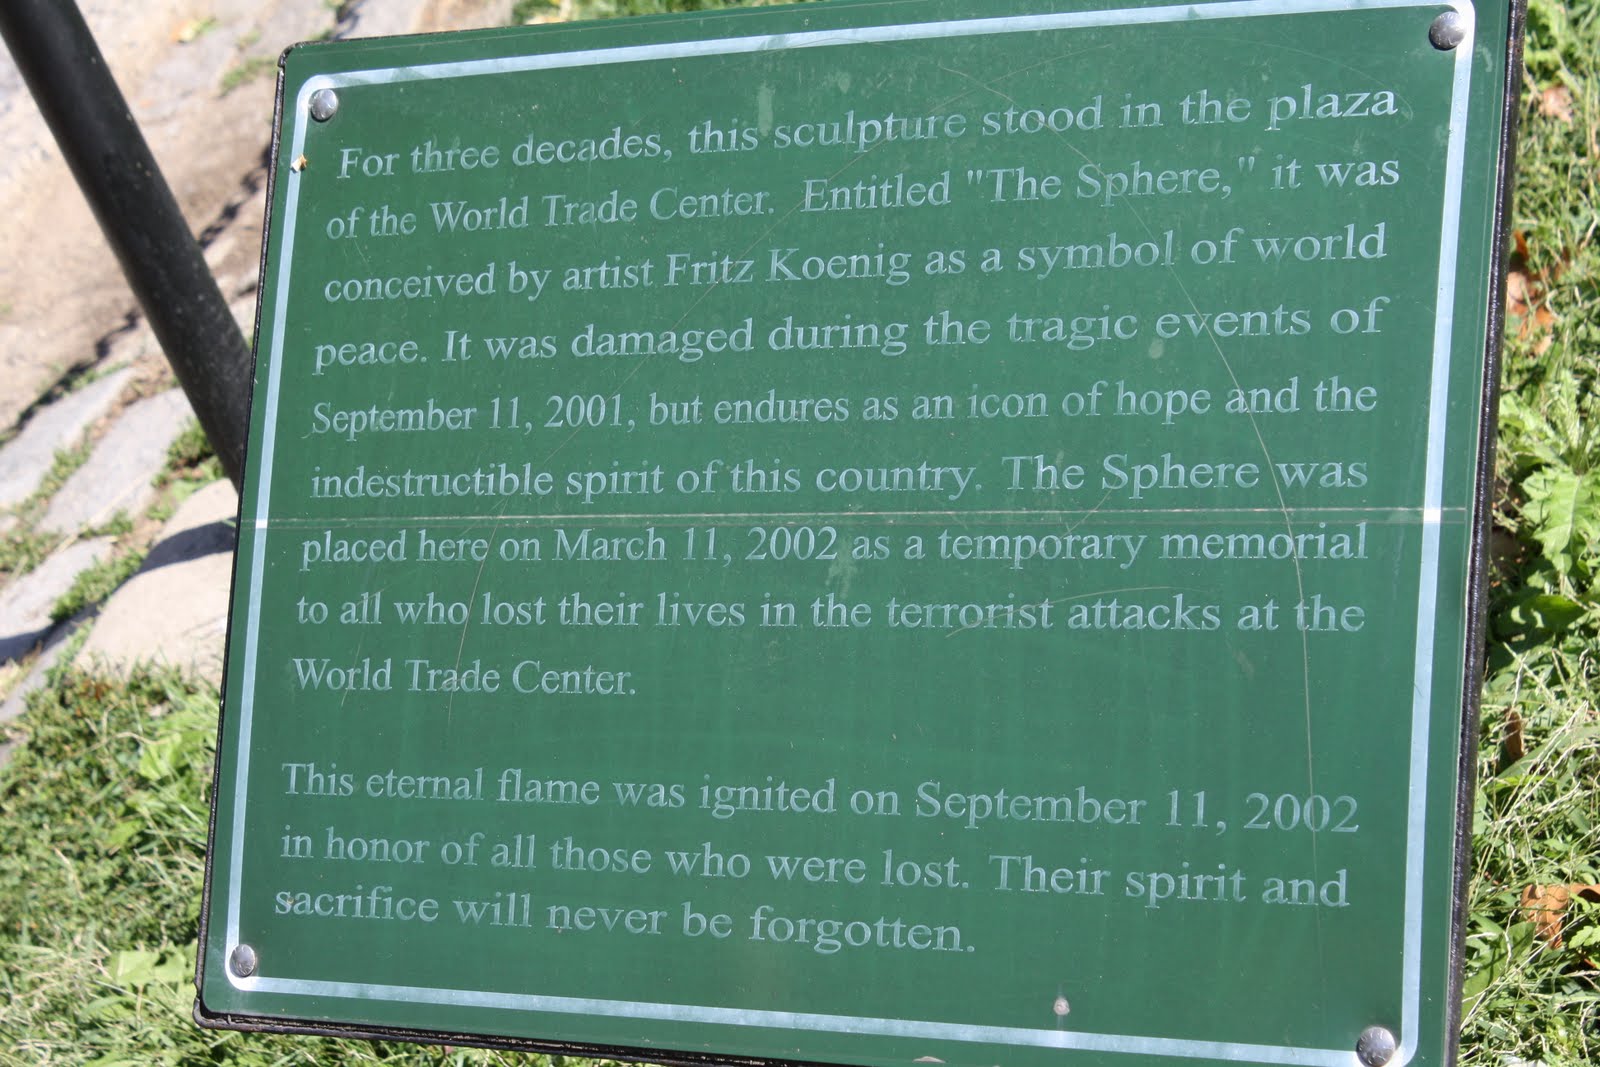 For three decades, this sculpture stood in the plaza
of the World Trade Center. Entitled "The Sphere," it was
conceived by artist Fritz Koenig as a symbol of world
peace. It was damaged during the tragic events of
September 11, 2001, but endures as an icon of hope and the
indestructible spirit of this country. The Sphere was
placed here on March 11, 2002 as a temporary memorial
to all who lost their lives in the terrorist attacks at the
World Trade Center.
This eternal flame was ignited on September 11, 2002
in honor of all those who were lost. Their spirit and
sacrifice will never be forgotten.